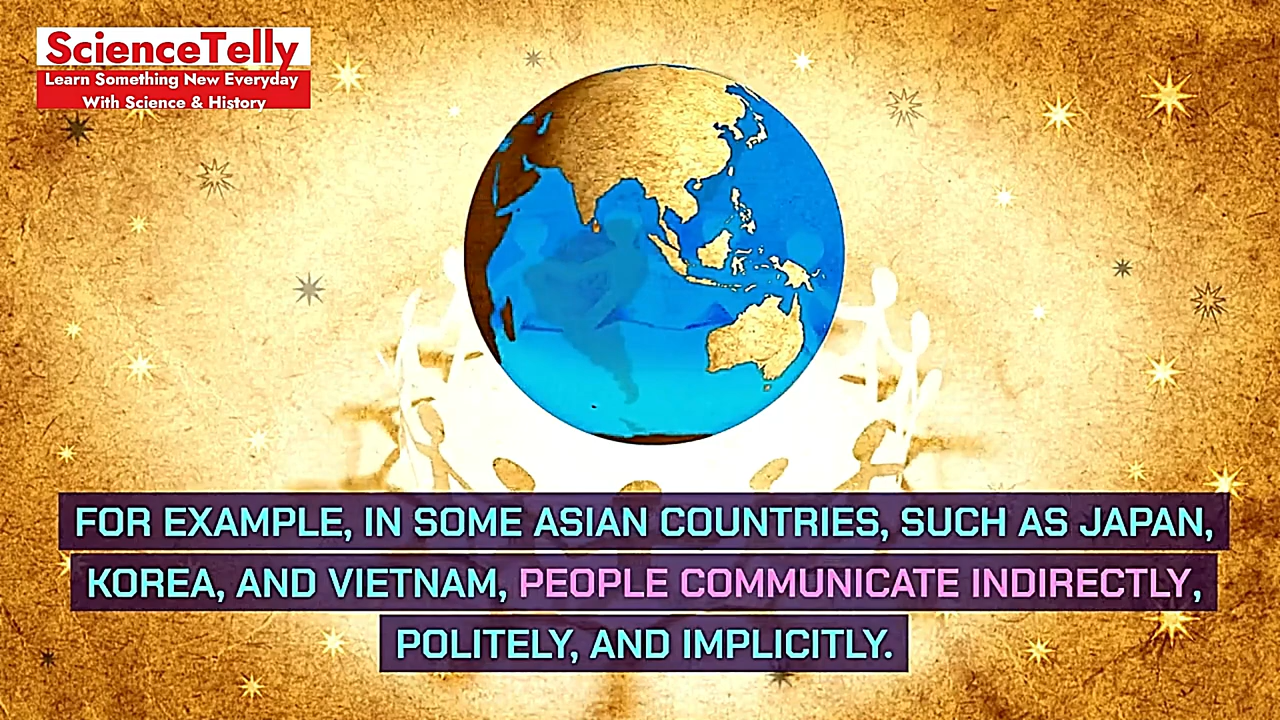 ScienceTelly
Learn Something New Everyday
With Science & History
FOR EXAMPLE, IN SOME ASIAN COUNTRIES, SUCH AS JAPAN,
KOREA, AND VIETNAM, PEOPLE COMMUNICATE INDIRECTLY,
POLITELY, AND IMPLICITLY.